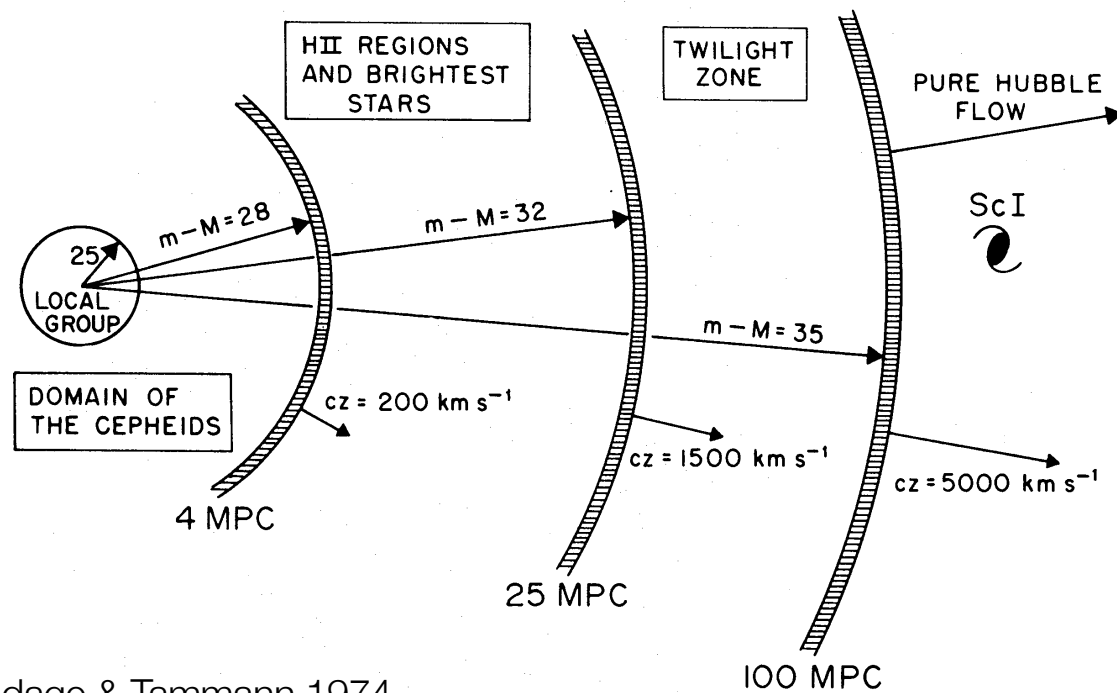 HII REGIONS
AND BRIGHTEST
STARS
TWILIGHT
ZONE
PURE HUBBLE
FLOW
ScI
m-M=28
m-M=32
25
LOCAL
GROUP
m-M=35
DOMAIN OF
THE CEPHEIDS
cz = 200 km s⁻¹
cz = 1500 km s⁻¹
cz = 5000 km s⁻¹
4 MPC
25 MPC
100 MPC
& Tammann 1974